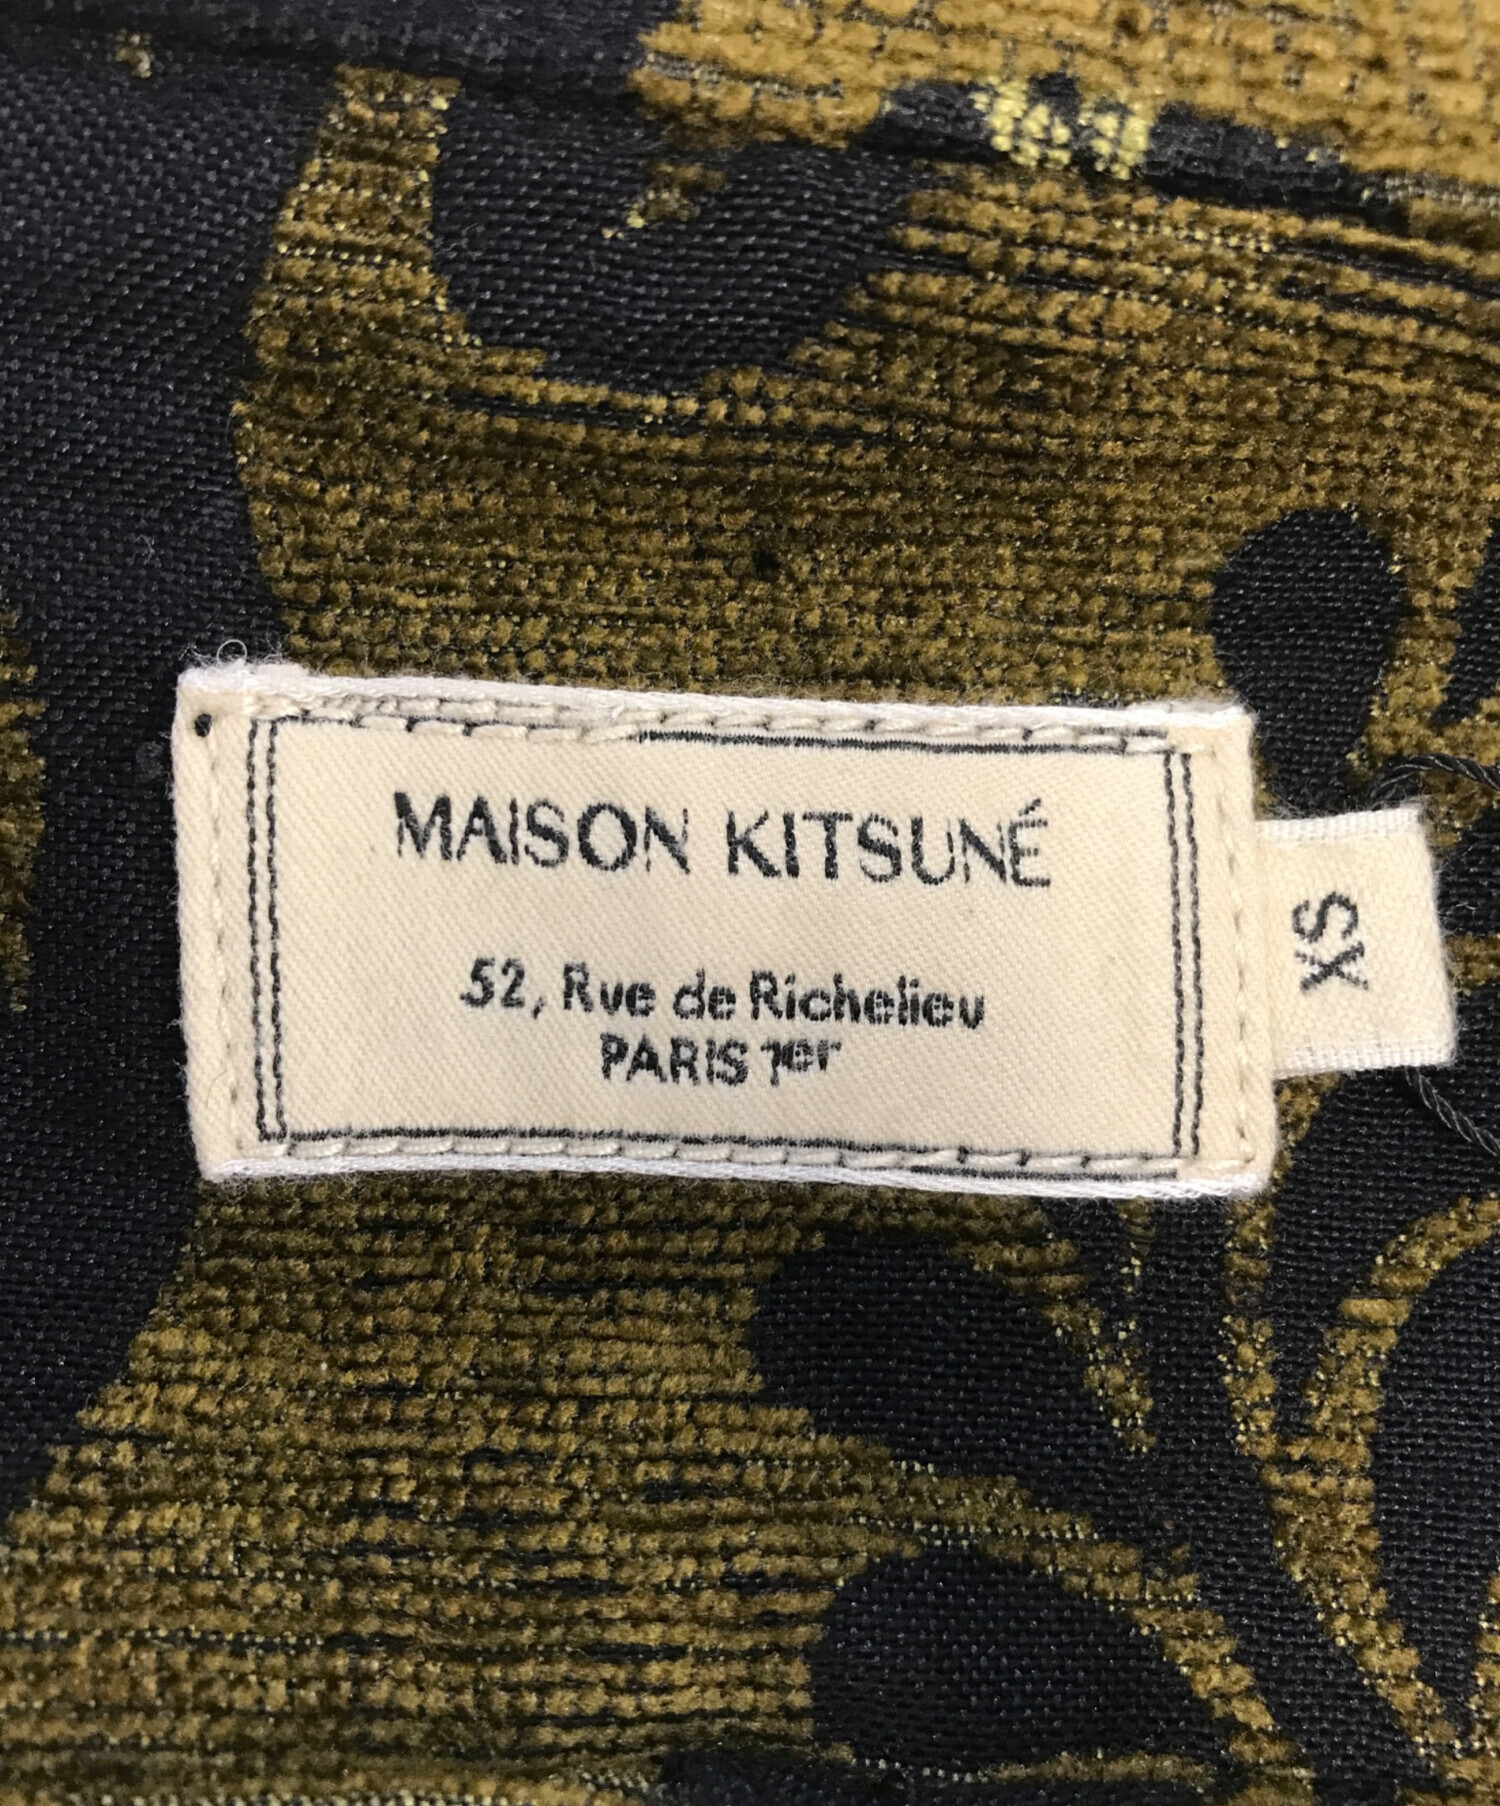 MAISON KITSUNÉ
52, Rue de Richelieu
PARIS 1er
XS